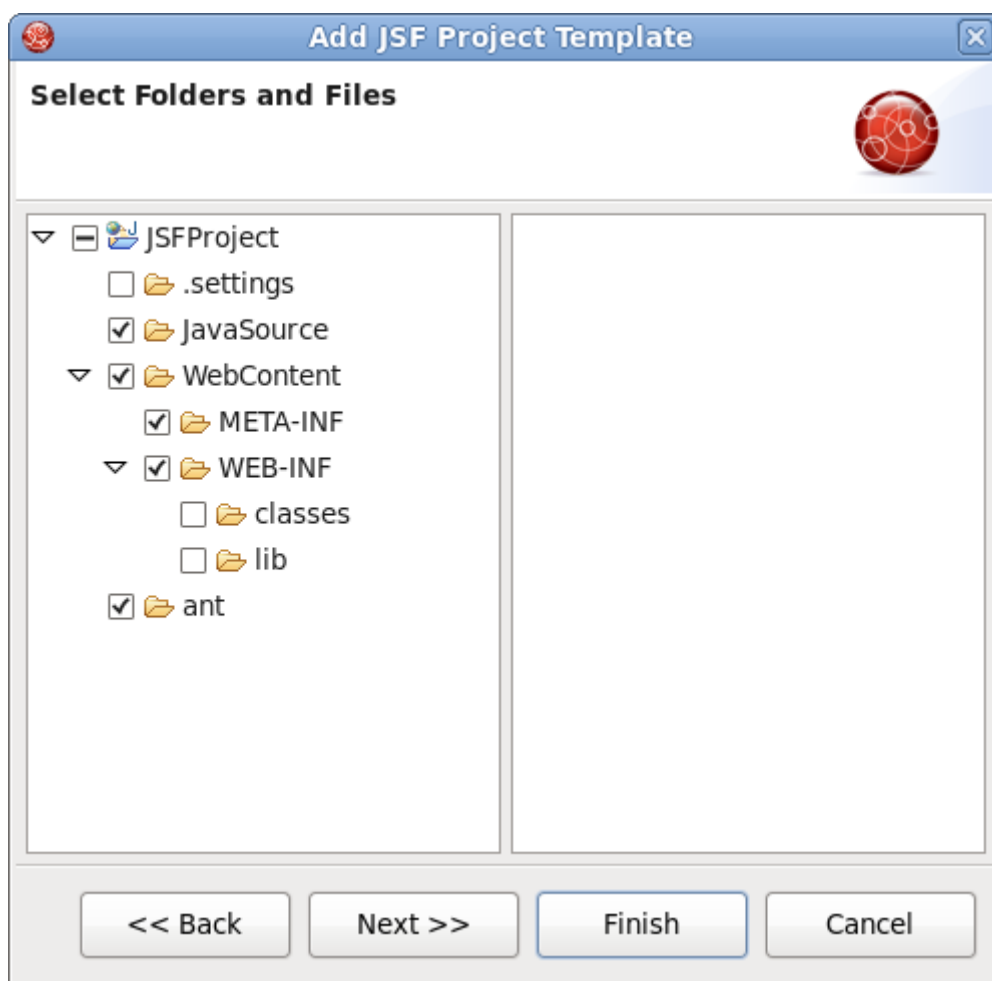 Add JSF Project Template
Select Folders and Files
JSFProject
.settings
JavaSource
WebContent
META-INF
WEB-INF
classes
lib
ant
<< Back
Next >>
Finish
Cancel